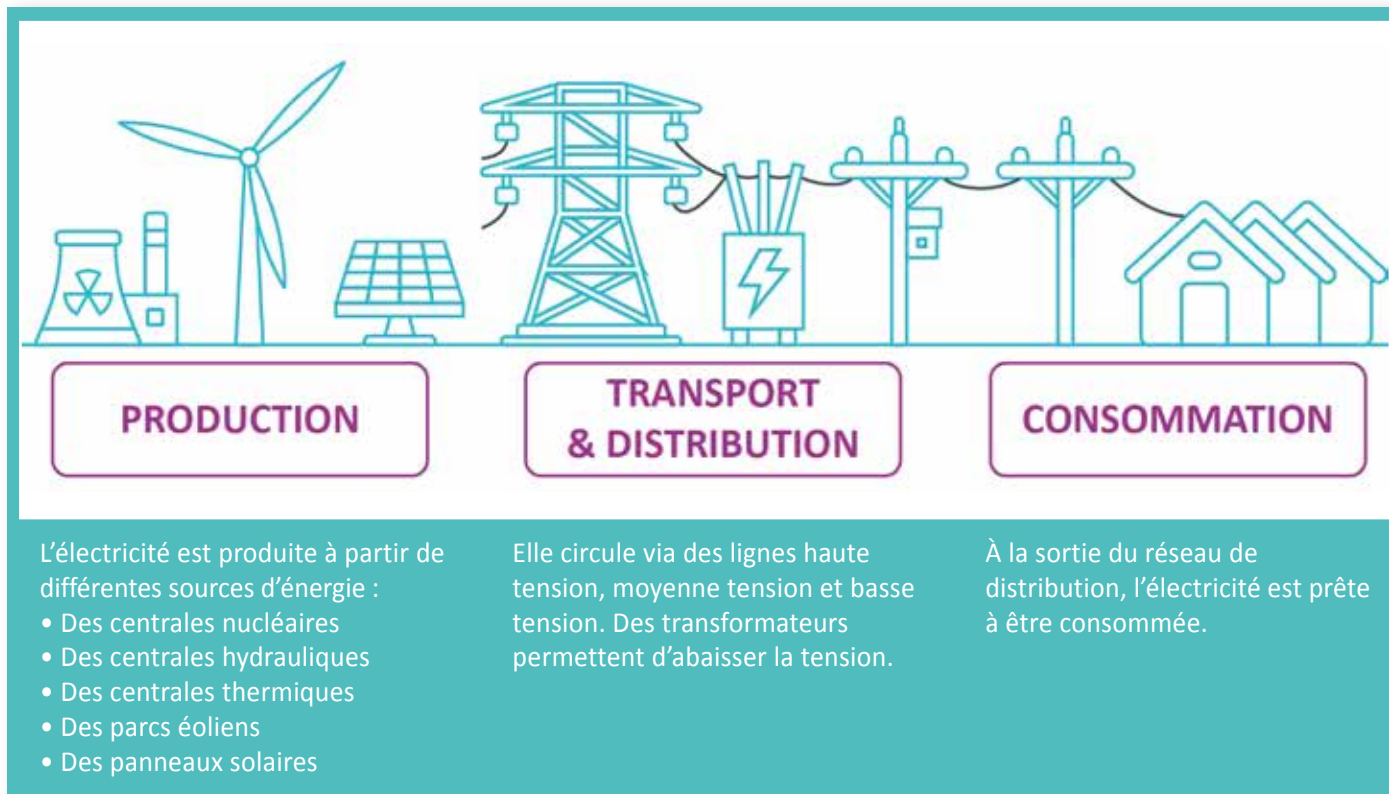 PRODUCTION
TRANSPORT
& DISTRIBUTION
CONSOMMATION
L’électricité est produite à partir de
différentes sources d’énergie :
• Des centrales nucléaires
• Des centrales hydrauliques
• Des centrales thermiques
• Des parcs éoliens
• Des panneaux solaires
Elle circule via des lignes haute
tension, moyenne tension et basse
tension. Des transformateurs
permettent d’abaisser la tension.
À la sortie du réseau de
distribution, l’électricité est prête
à être consommée.